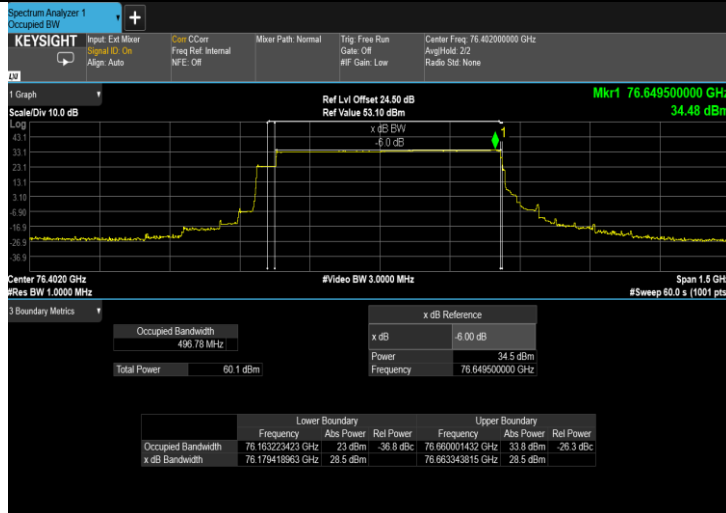 Spectrum Analyzer 1
Occupied BW
+
KEYSIGHT
Input: Ext Mixer
Signal ID: On
Align: Auto
Corr CCorr
Freq Ref: Internal
NFE: Off
Mixer Path: Normal
Trig: Free Run
Gate: Off
#IF Gain: Low
Center Freq: 76.402000000 GHz
Avg|Hold: 2/2
Radio Std: None
LXI
1 Graph
Scale/Div 10.0 dB
Ref Lvl Offset 24.50 dB
Ref Value 53.10 dBm
Mkr1 76.649500000 GHz
34.48 dBm
Log
x dB BW
-6.0 dB
1
43.1
33.1
23.1
13.1
3.10
-6.90
-16.9
-26.9
-36.9
Center 76.4020 GHz
#Video BW 3.0000 MHz
Span 1.5 GHz
#Res BW 1.0000 MHz
#Sweep 60.0 s (1001 pts
3 Boundary Metrics
Occupied Bandwidth
496.78 MHz
Total Power 60.1 dBm
x dB Reference
x dB -6.00 dB
Power 34.5 dBm
Frequency 76.649500000 GHz
Lower Boundary Upper Boundary
Frequency Abs Power Rel Power Frequency Abs Power Rel Power
Occupied Bandwidth 76.163223423 GHz 23 dBm -36.8 dBc 76.660001432 GHz 33.8 dBm -26.3 dBc
x dB Bandwidth 76.179418963 GHz 28.5 dBm 76.663343815 GHz 28.5 dBm